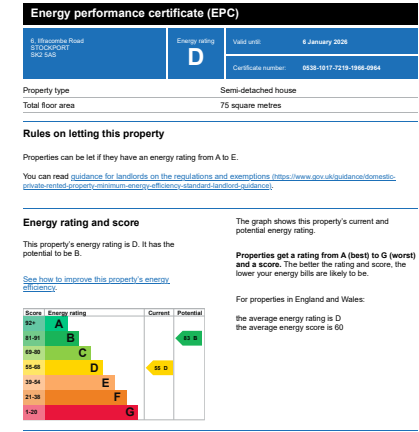 Energy performance certificate (EPC)
6, Ilfracombe Road
STOCKPORT
SK2 5AS
Energy rating
D
Valid until:
6 January 2026
Certificate number:
0538-1017-7219-1968-0964
Property type
Semi-detached house
Total floor area
75 square metres
Rules on letting this property
Properties can be let if they have an energy rating from A to E.
You can read guidance for landlords on the regulations and exemptions (https://www.gov.uk/guidance/domestic-
private-rented-property-minimum-energy-efficiency-standard-landlord-guidance).
Energy rating and score
This property's energy rating is D. It has the
potential to be B.
See how to improve this property's energy
efficiency.
Score Energy rating Current Potential
92+ A
81-91 B 83 B
69-80 C
55-68 D 55 D
39-54 E
21-38 F
1-20 G
The graph shows this property's current and
potential energy rating.
Properties get a rating from A (best) to G (worst)
and a score. The better the rating and score, the
lower your energy bills are likely to be.
For properties in England and Wales:
the average energy rating is D
the average energy score is 60